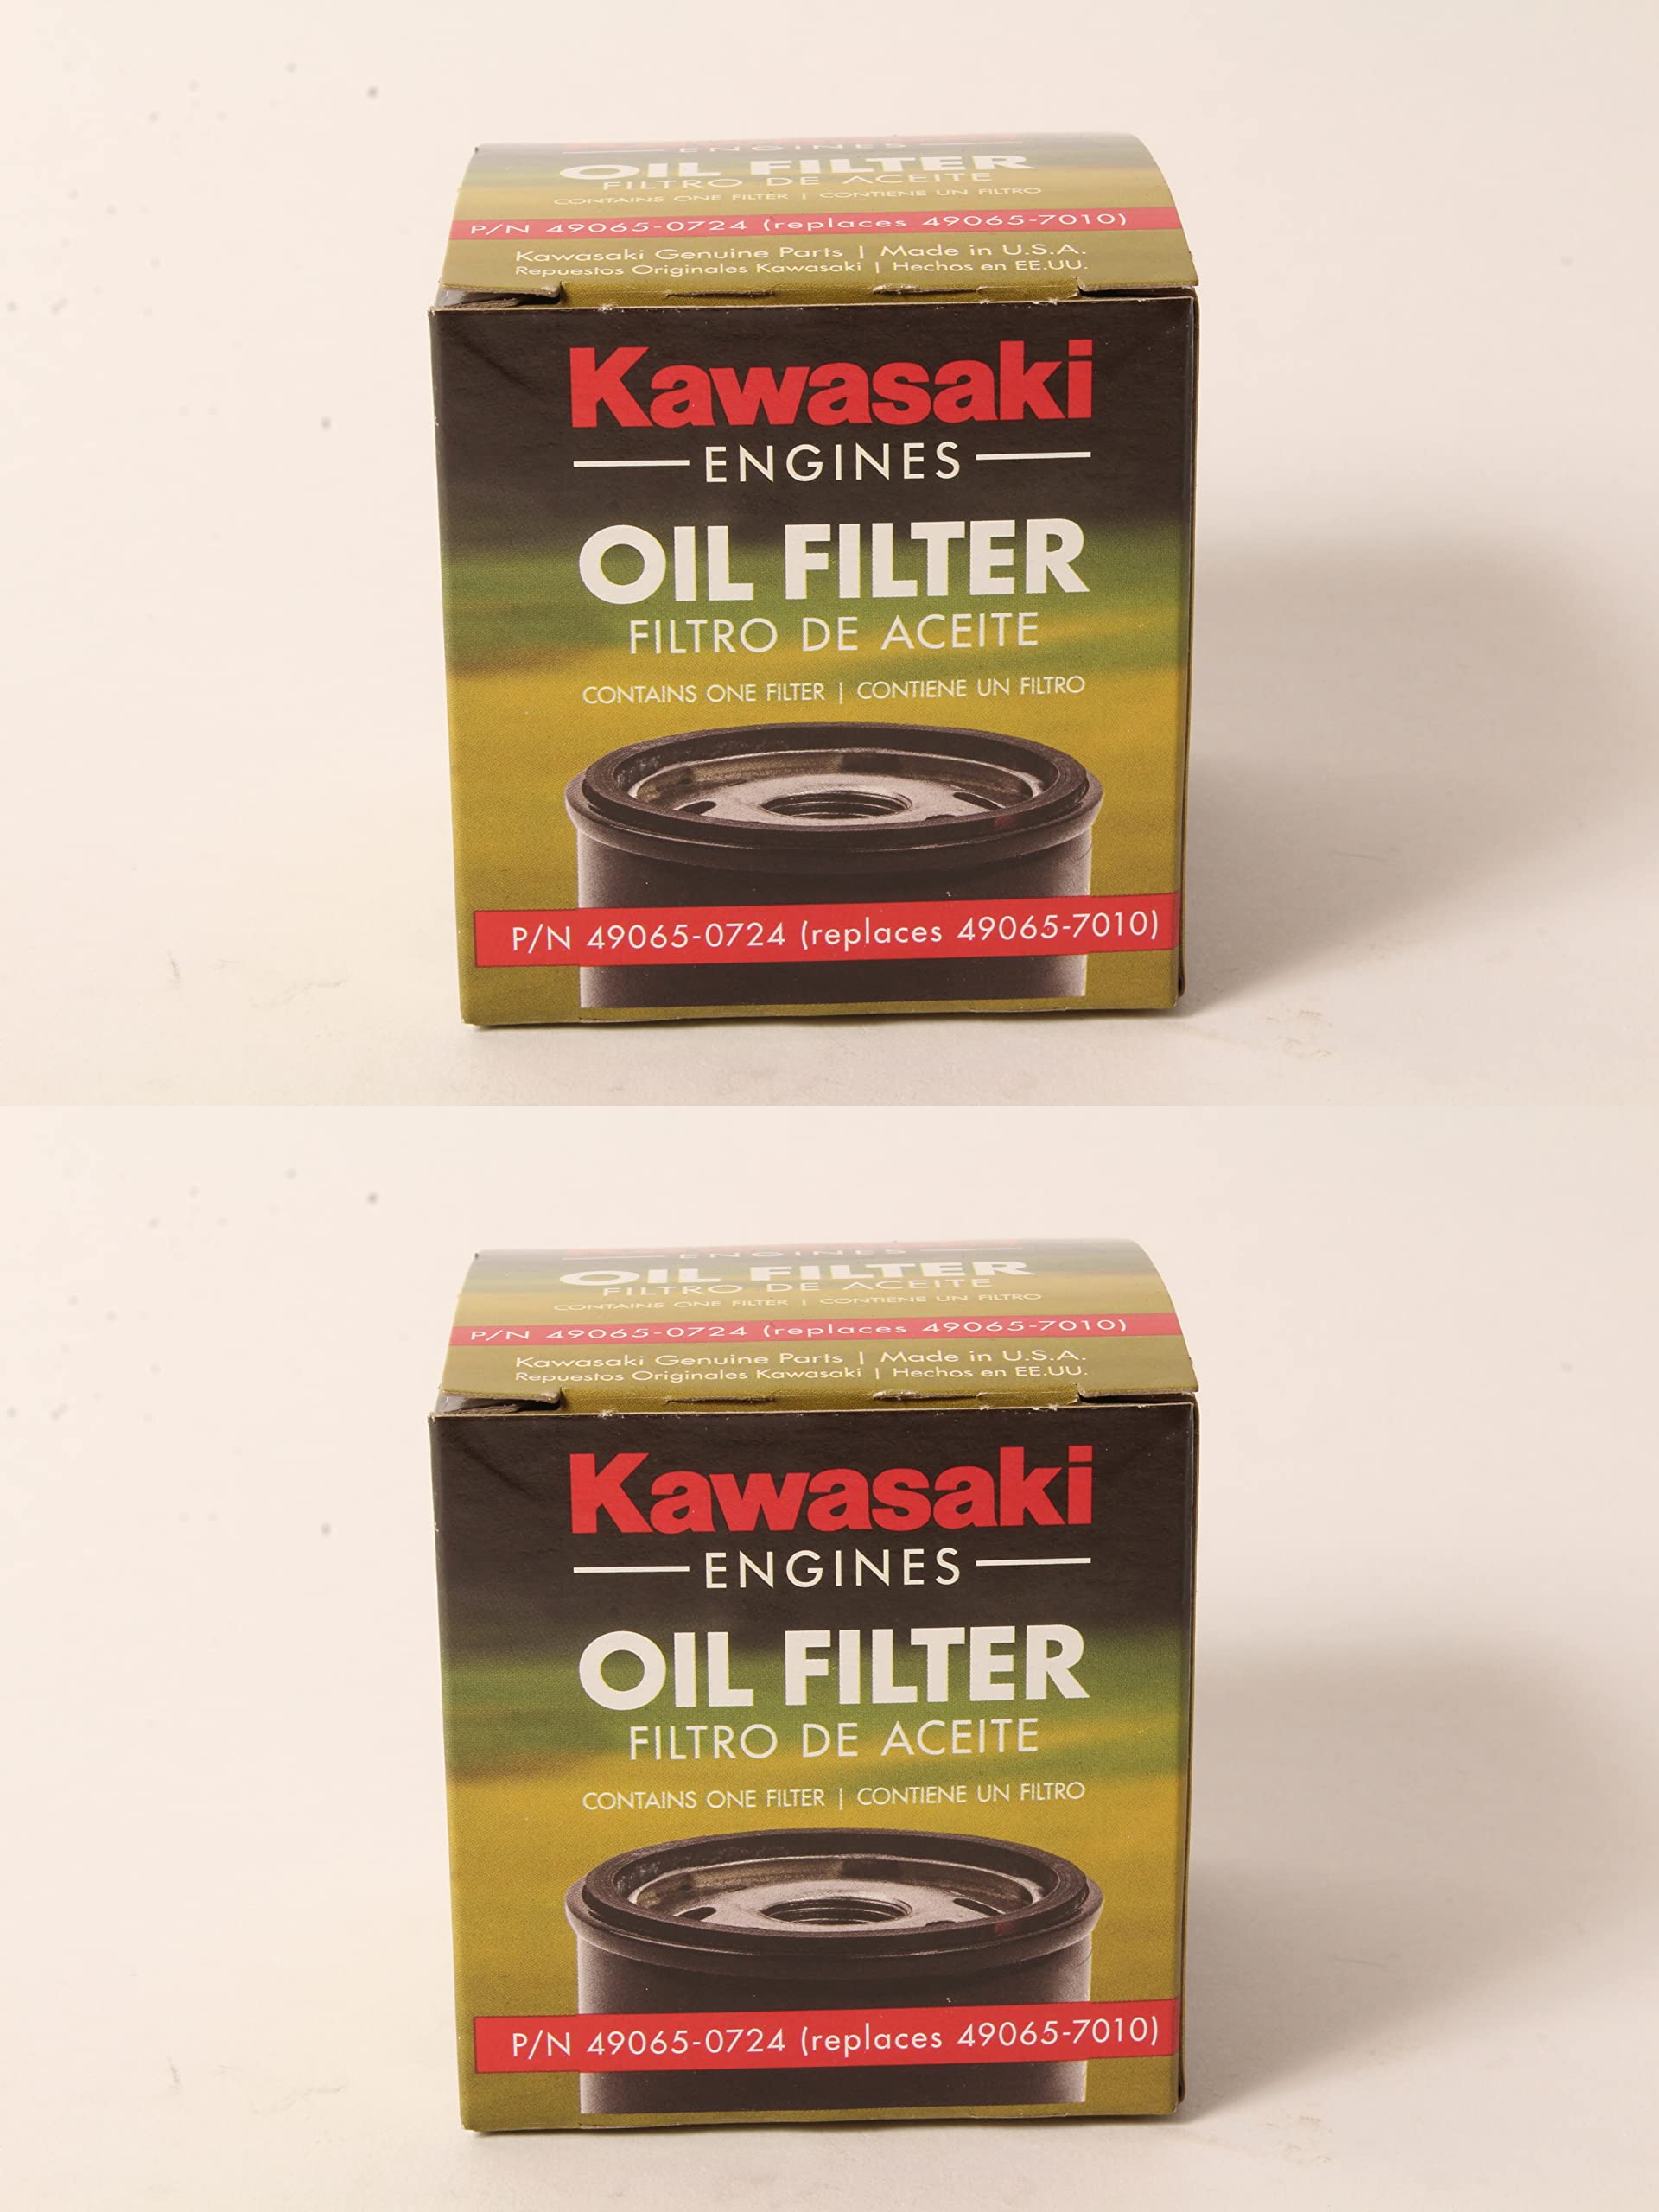 ENGINES
OIL FILTER
FILTRO DE ACEITE
CONTAINS ONE FILTER | CONTIENE UN FILTRO
P/N 49065-0724 (replaces 49065-7010)
Kawasaki Genuine Parts | Made in U.S.A.
Repuestos Originales Kawasaki | Hechos en EE.UU.
Kawasaki
ENGINES
OIL FILTER
FILTRO DE ACEITE
CONTAINS ONE FILTER | CONTIENE UN FILTRO
P/N 49065-0724 (replaces 49065-7010)
ENGINES
OIL FILTER
FILTRO DE ACEITE
CONTAINS ONE FILTER | CONTIENE UN FILTRO
P/N 49065-0724 (replaces 49065-7010)
Kawasaki Genuine Parts | Made in U.S.A.
Repuestos Originales Kawasaki | Hechos en EE.UU.
Kawasaki
ENGINES
OIL FILTER
FILTRO DE ACEITE
CONTAINS ONE FILTER | CONTIENE UN FILTRO
P/N 49065-0724 (replaces 49065-7010)